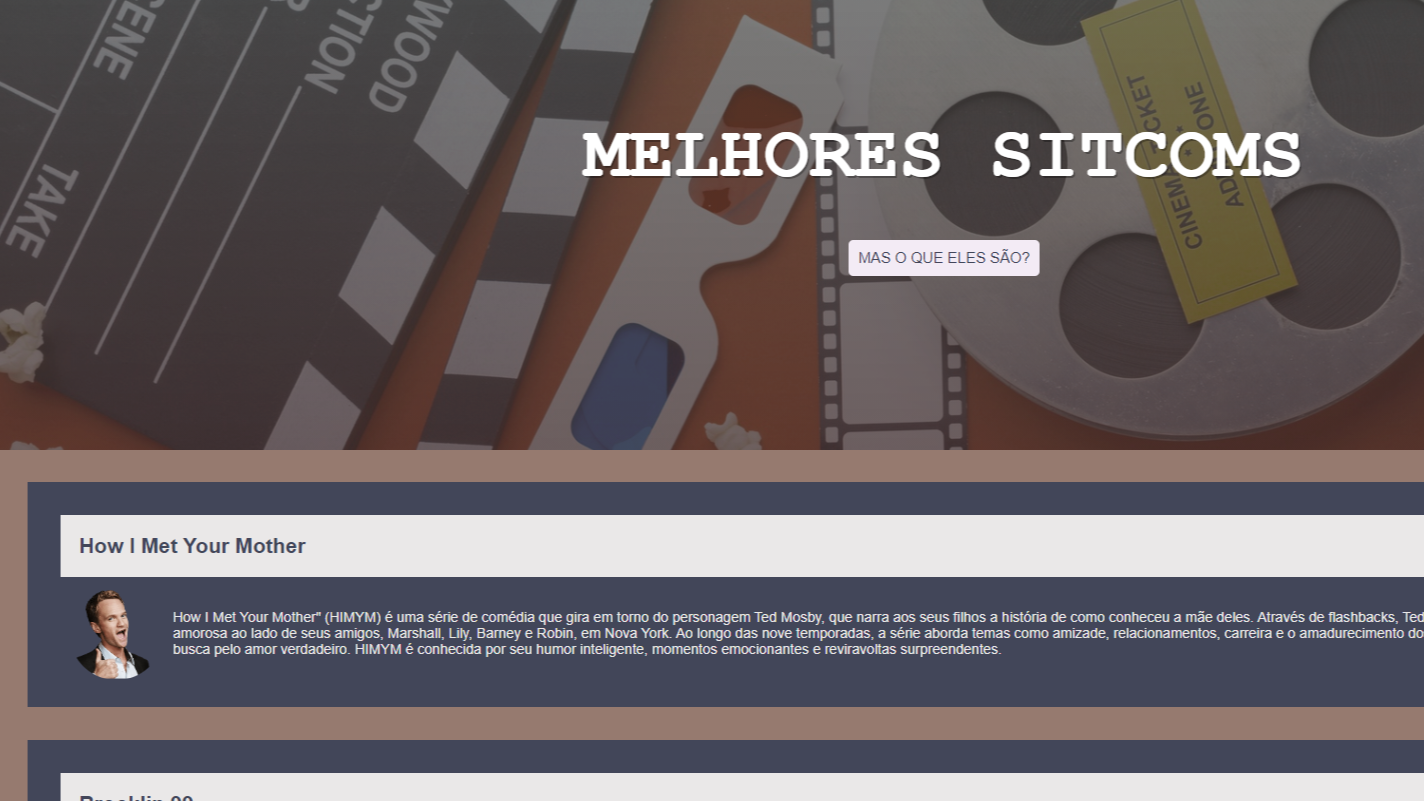 SCENE
TAKE
CTION
YWOOD
CINEMA TICKET
ADMIT ONE
MELHORES SITCOMS
MAS O QUE ELES SÃO?
How I Met Your Mother
How I Met Your Mother" (HIMYM) é uma série de comédia que gira em torno do personagem Ted Mosby, que narra aos seus filhos a história de como conheceu a mãe deles. Através de flashbacks, Ted
amorosa ao lado de seus amigos, Marshall, Lily, Barney e Robin, em Nova York. Ao longo das nove temporadas, a série aborda temas como amizade, relacionamentos, carreira e o amadurecimento do
busca pelo amor verdadeiro. HIMYM é conhecida por seu humor inteligente, momentos emocionantes e reviravoltas surpreendentes.
Brooklin 99